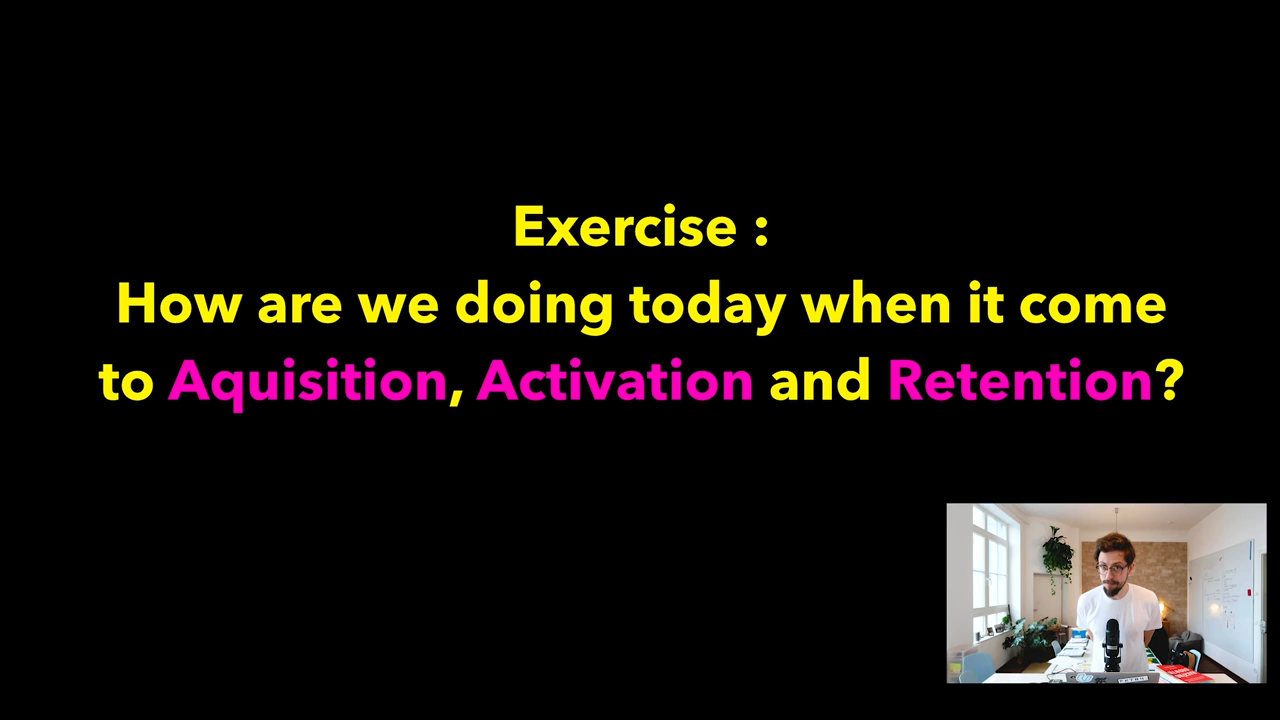 Exercise :
How are we doing today when it come
to Aquisition, Activation and Retention?